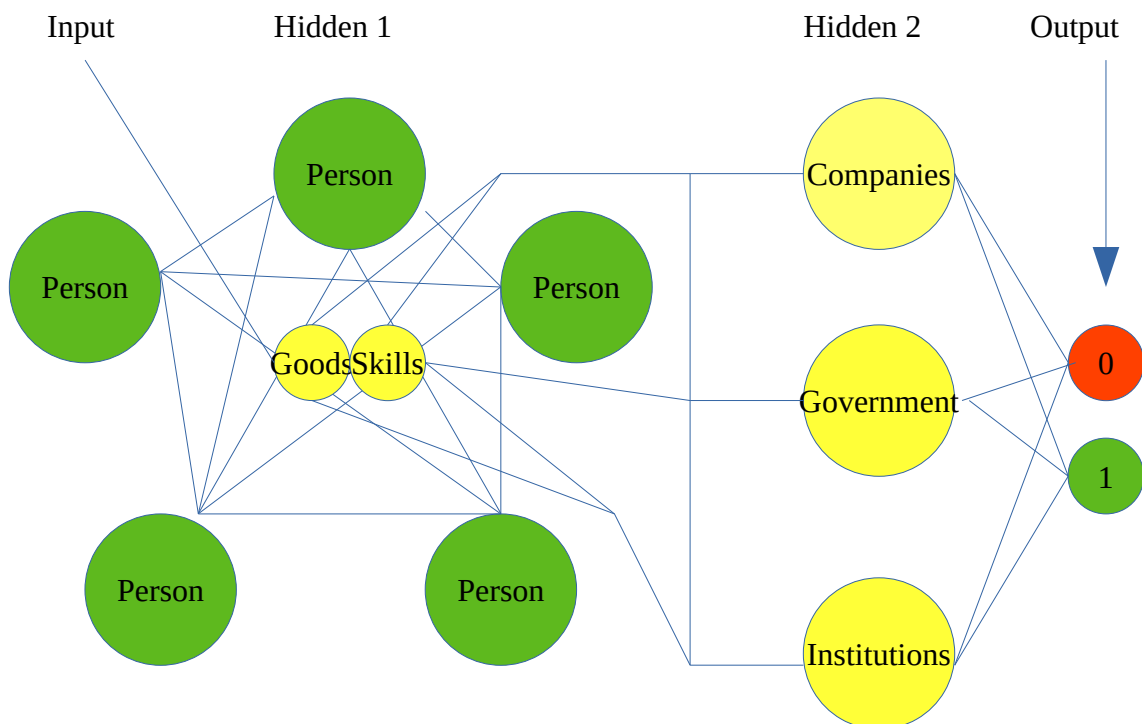 Input
Hidden 1
Hidden 2
Output
Person
Companies
Person
Person
Goods
Skills
0
Government
1
Person
Person
Institutions